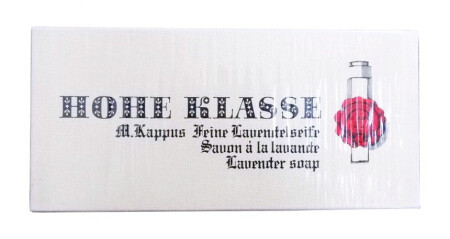 HOHE KLASSE
M.Kappus Feine Lavendelseife
Savon à la lavande
Lavender soap